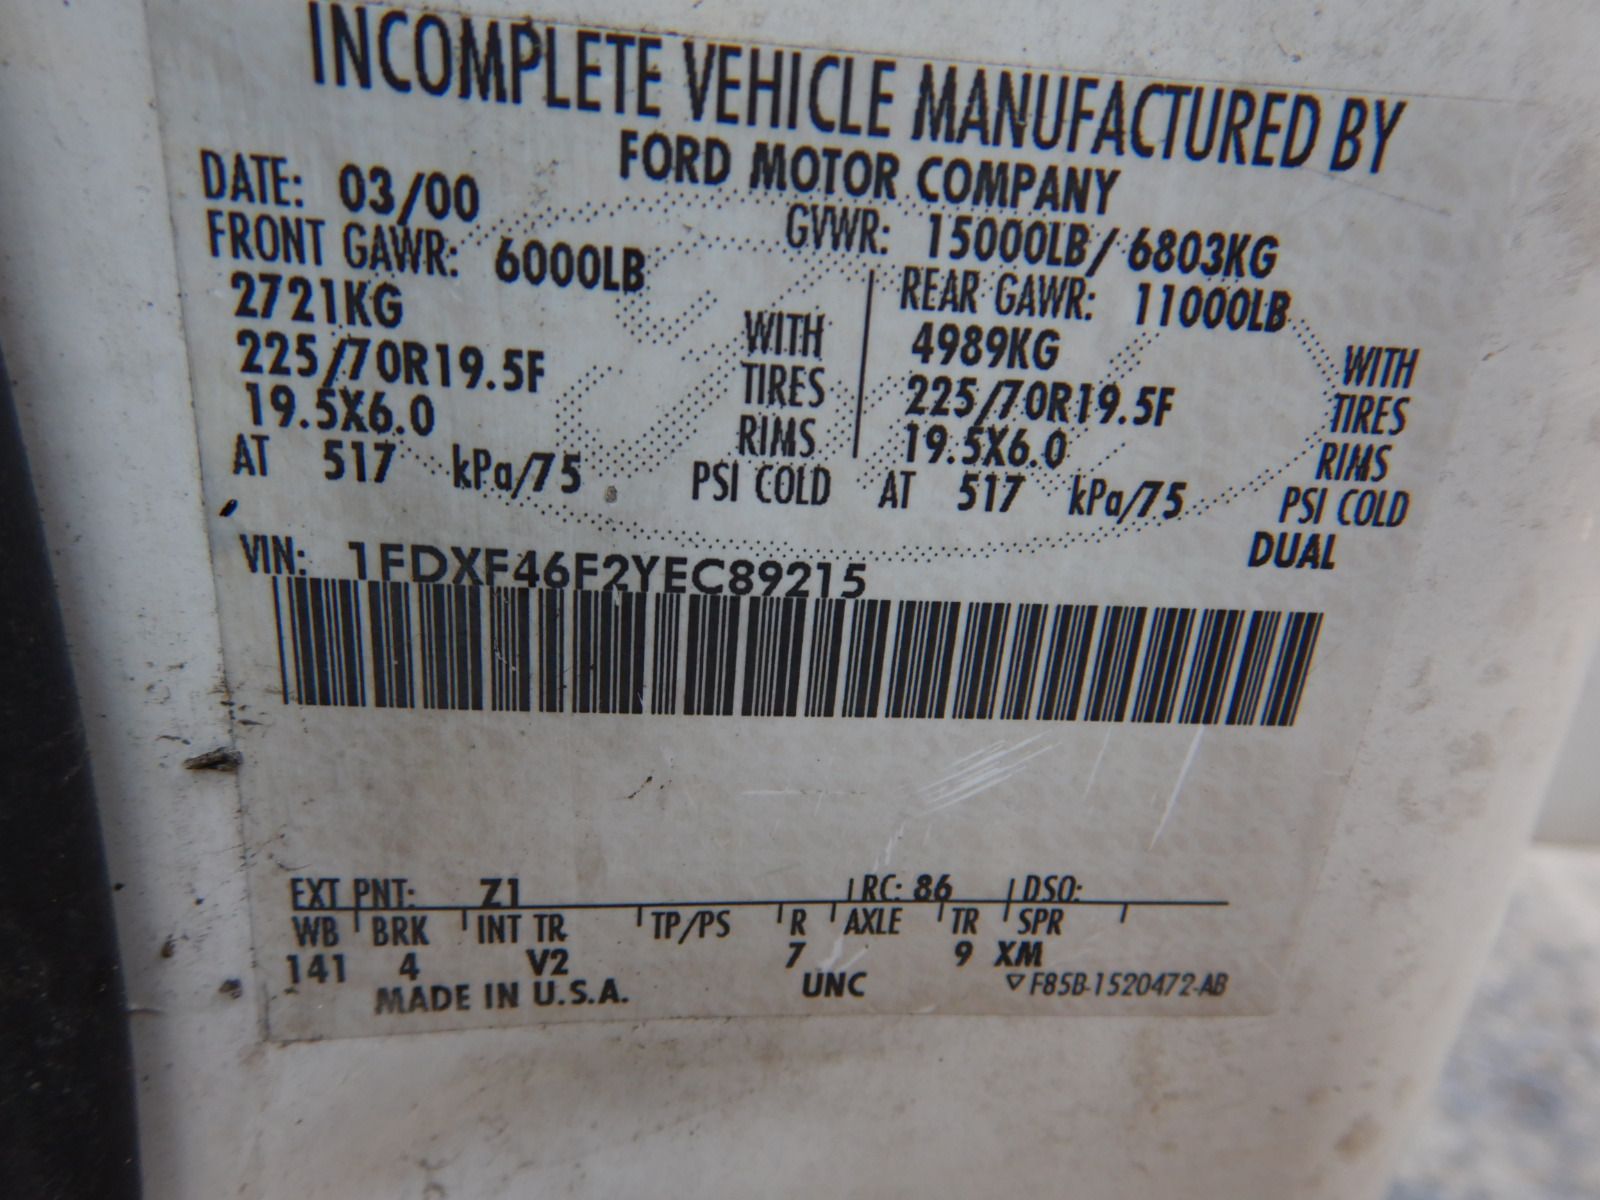 INCOMPLETE VEHICLE MANUFACTURED BY
FORD MOTOR COMPANY
DATE: 03/00 GVWR: 15000LB/ 6803KG
FRONT GAWR: 6000LB REAR GAWR: 11000LB
2721KG WITH 4989KG WITH
225/70R19.5F TIRES 225/70R19.5F TIRES
19.5X6.0 RIMS 19.5X6.0 RIMS
AT 517 kPa/75 PSI COLD AT 517 kPa/75 PSI COLD
DUAL
VIN: 1FDXF46F2YEC89215
EXT PNT: Z1 RC: 86 DSO:
WB BRK INT TR TP/PS R AXLE TR SPR
141 4 V2 7 9 XM
MADE IN U.S.A. UNC ▽F85B-1520472-AB